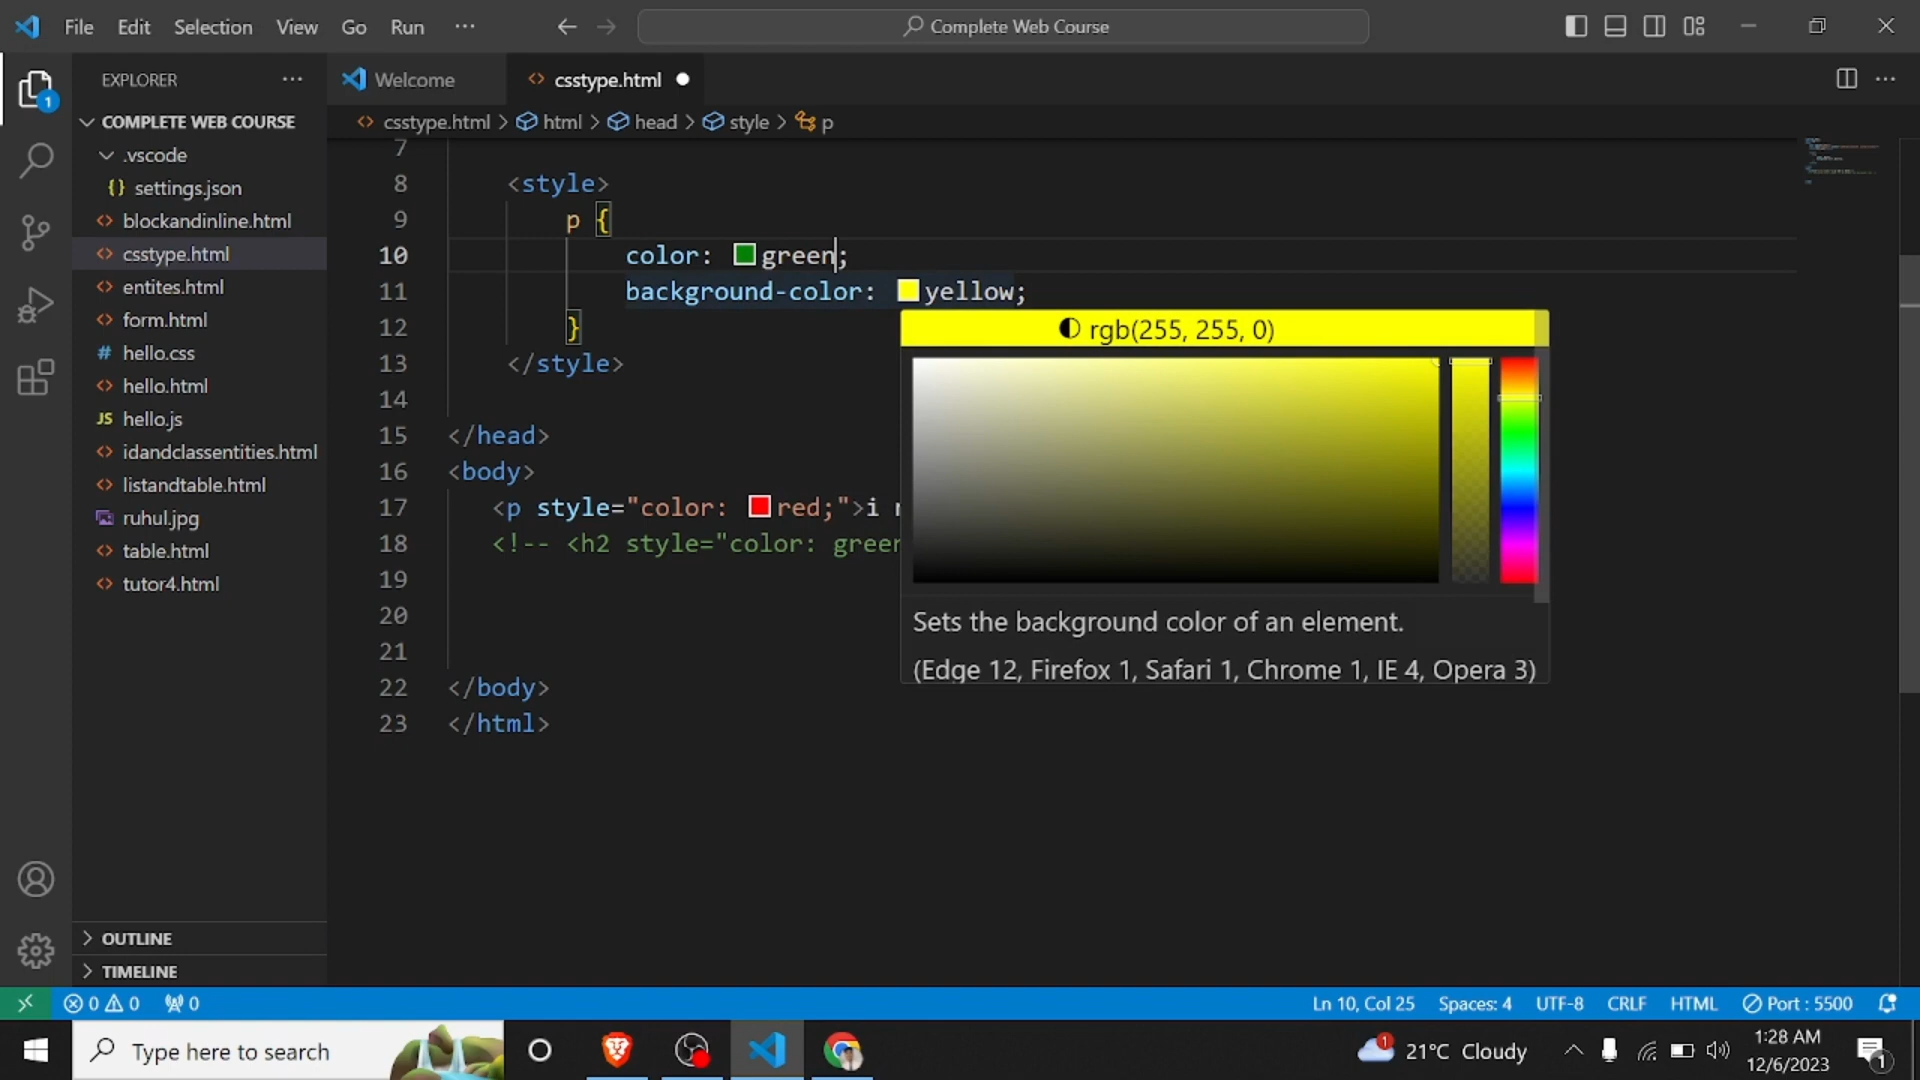 File Edit Selection View Go Run ··· Complete Web Course
EXPLORER ···
Welcome
csstype.html
csstype.html > html > head > style > p
1
COMPLETE WEB COURSE
.vscode
{} settings.json
<> blockandinline.html
<> csstype.html
<> entites.html
<> form.html
# hello.css
<> hello.html
JS hello.js
<> idandclassentities.html
<> listandtable.html
ruhul.jpg
<> table.html
<> tutor4.html
OUTLINE
TIMELINE
7
8 <style>
9 p {
10 color: green;
11 background-color: yellow;
12 }
13 </style>
14
15 </head>
16 <body>
17 <p style="color: red;">i
18 <!-- <h2 style="color: green
19
20
21
22 </body>
23 </html>
rgb(255, 255, 0)
Sets the background color of an element.
(Edge 12, Firefox 1, Safari 1, Chrome 1, IE 4, Opera 3)
0 0 0 Ln 10, Col 25 Spaces: 4 UTF-8 CRLF HTML Port : 5500
Type here to search
1
21°C Cloudy
1:28 AM
12/6/2023
1